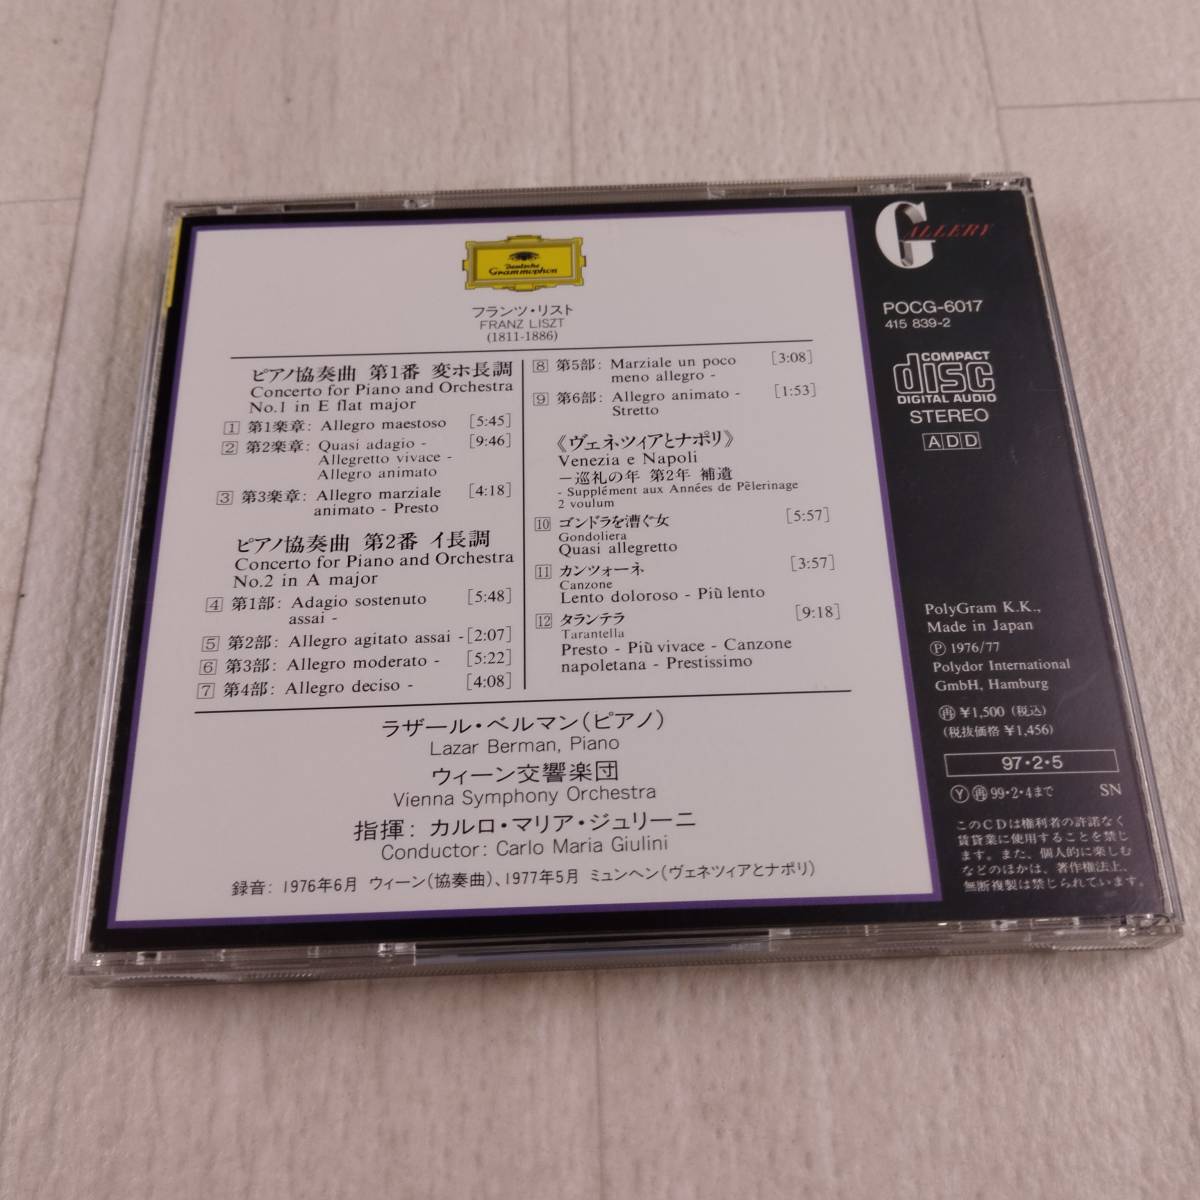 Deutsche
Grammophon
フランツ・リスト
FRANZ LISZT
(1811-1886)
ピアノ協奏曲 第1番 変ホ長調
Concerto for Piano and Orchestra
No.1 in E flat major
1 第1楽章: Allegro maestoso [5:45]
2 第2楽章: Quasi adagio - [9:46]
Allegretto vivace -
Allegro animato
3 第3楽章: Allegro marziale [4:18]
animato - Presto
ピアノ協奏曲 第2番 イ長調
Concerto for Piano and Orchestra
No.2 in A major
4 第1部: Adagio sostenuto [5:48]
assai -
5 第2部: Allegro agitato assai - [2:07]
6 第3部: Allegro moderato - [5:22]
7 第4部: Allegro deciso - [4:08]
8 第5部: Marziale un poco [3:08]
meno allegro -
9 第6部: Allegro animato - [1:53]
Stretto
《ヴェネツィアとナポリ》
Venezia e Napoli
－巡礼の年 第2年 補遺
- Supplément aux Années de Pèlerinage
2 voulum
10 ゴンドラを漕ぐ女 [5:57]
Gondoliera
Quasi allegretto
11 カンツォーネ [3:57]
Canzone
Lento doloroso - Più lento
12 タランテラ [9:18]
Tarantella
Presto - Più vivace - Canzone
napoletana - Prestissimo
ラザール・ベルマン(ピアノ)
Lazar Berman, Piano
ウィーン交響楽団
Vienna Symphony Orchestra
指揮: カルロ・マリア・ジュリーニ
Conductor: Carlo Maria Giulini
録音: 1976年6月 ウィーン(協奏曲)、1977年5月 ミュンヘン(ヴェネツィアとナポリ)
GALLERY
POCG-6017
415 839-2
COMPACT
disc
DIGITAL AUDIO
STEREO
ADD
PolyGram K.K.,
Made in Japan
Ⓟ 1976/77
Polydor International
GmbH, Hamburg
㊢ ¥1,500 (税込)
(税抜価格 ¥1,456)
97・2・5
Ⓨ 再 99・2・4まで SN
このCDは権利者の許諾なく
賃貸業に使用することを禁じ
ます。また、個人的に楽しむ
などのほかは、著作権法上、
無断複製は禁じられています。